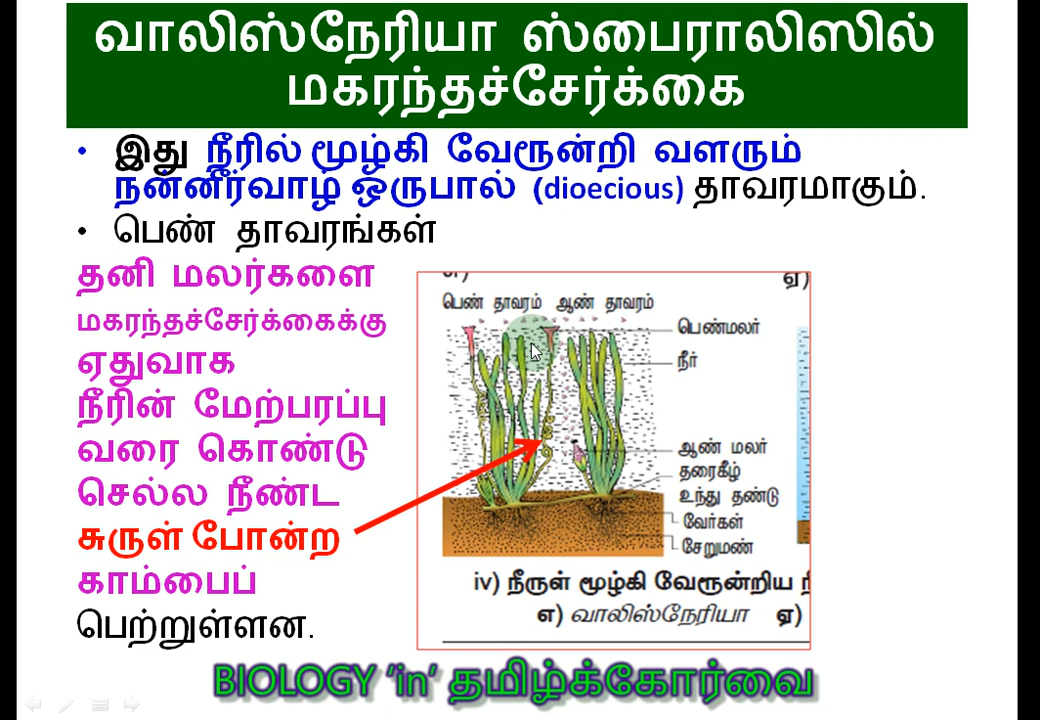 வாலிஸ்நேரியா ஸ்பைராலிஸில்
மகரந்தச்சேர்க்கை
• இது நீரில் மூழ்கி வேரூன்றி வளரும்
நன்னீர்வாழ் ஒருபால் (dioecious) தாவரமாகும்.
• பெண் தாவரங்கள்
தனி மலர்களை
மகரந்தச்சேர்க்கைக்கு
ஏதுவாக
நீரின் மேற்பரப்பு
வரை கொண்டு
செல்ல நீண்ட
சுருள் போன்ற
காம்பைப்
பெற்றுள்ளன.
ஏ)
பெண் தாவரம் ஆண் தாவரம்
பெண்மலர்
நீர்
ஆண் மலர்
தரைகீழ்
உந்து தண்டு
வேர்கள்
சேறுமண்
iv) நீருள் மூழ்கி வேரூன்றிய
எ) வாலிஸ்நேரியா ஏ)
BIOLOGY 'in' தமிழ்க்கோர்வை